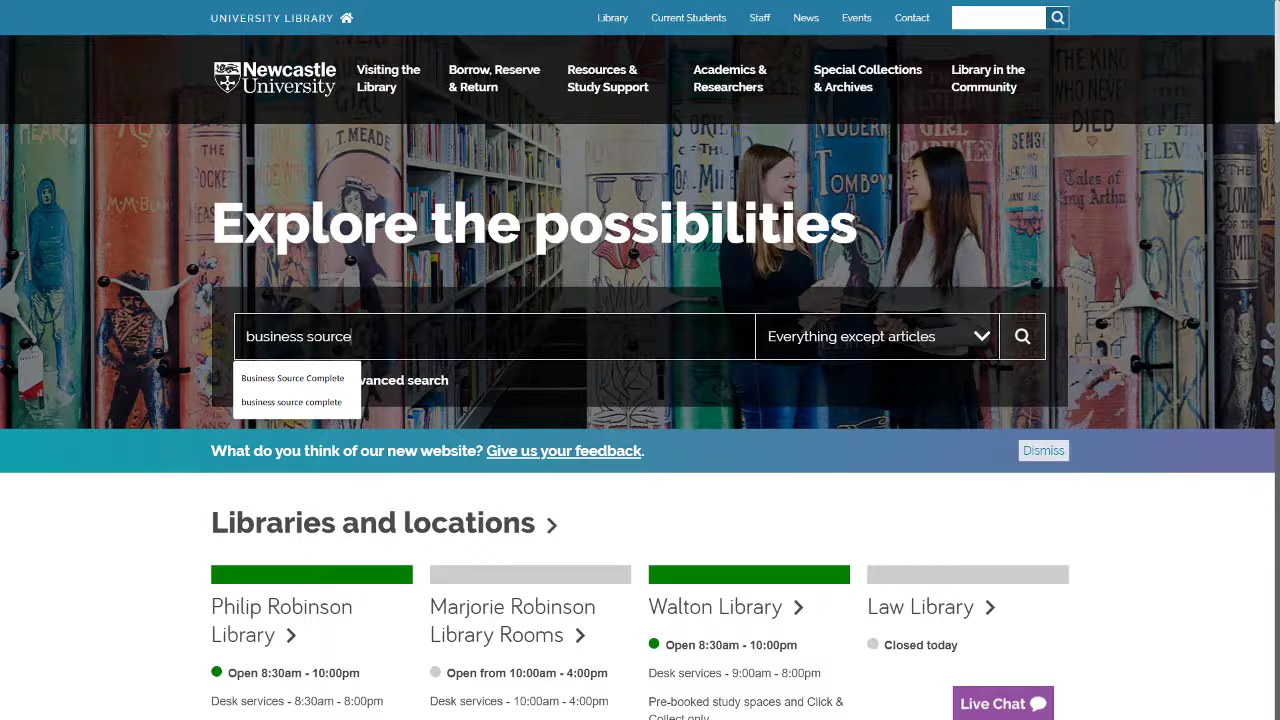 UNIVERSITY LIBRARY
Library Current Students Staff News Events Contact
Newcastle University
Visiting the Library
Borrow, Reserve & Return
Resources & Study Support
Academics & Researchers
Special Collections & Archives
Library in the Community
Explore the possibilities
business source
Everything except articles
Business Source Complete
business source complete
vanced search
What do you think of our new website? Give us your feedback.
Dismiss
Libraries and locations
Philip Robinson Library
Open 8:30am - 10:00pm
Desk services - 8:30am - 8:00pm
Marjorie Robinson Library Rooms
Open from 10:00am - 4:00pm
Desk services - 10:00am - 4:00pm
Walton Library
Open 8:30am - 10:00pm
Desk services - 9:00am - 8:00pm
Pre-booked study spaces and Click & Collect only
Law Library
Closed today
Live Chat